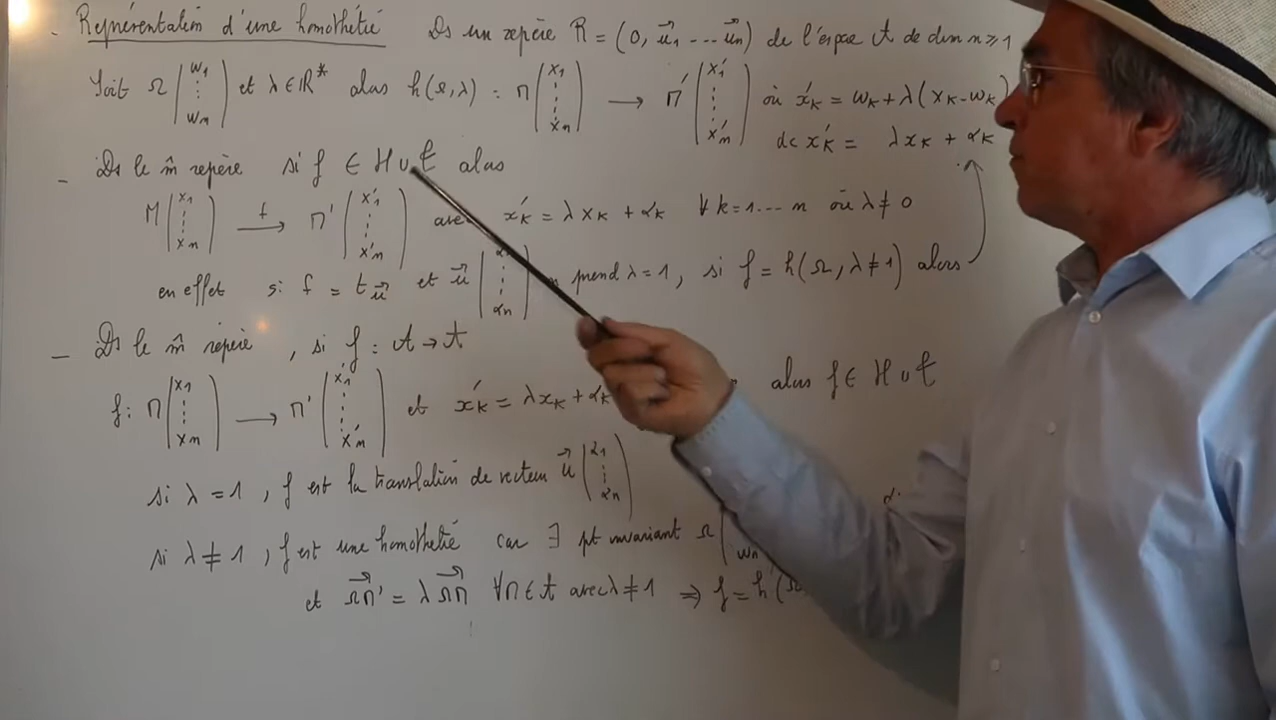 - Représentation d'une homothétie Ds un repère R = (O, u⃗1 --- u⃗n) de l'espace A de dim n ≥ 1
Soit Ω (w1 ⋮ wn) et λ ∈ ℝ* alors h(Ω, λ) : M (x1 ⋮ xn) → M' (x'1 ⋮ x'n) où x'K = wK + λ(xK - wK)
dc x'K = λxK + αK
- Ds le m̂ repère si f ∈ H ∪ t alors
M (x1 ⋮ xn) →f M' (x'1 ⋮ x'n) avec x'K = λxK + αK ∀ k = 1 --- n où λ ≠ 0
en effet si f = t u⃗ et u⃗ (α1 ⋮ αn) prend λ = 1, si f = h(Ω, λ ≠ 1) alors
- Ds le m̂ repère, si f : A → A
f : M (x1 ⋮ xn) → M' (x'1 ⋮ x'n) et x'K = λxK + αK alors f ∈ H ∪ t
si λ = 1, f est la translation de vecteur u⃗ (α1 ⋮ αn)
si λ ≠ 1, f est une homothétie car ∃ pt invariant Ω ( wn
et ΩM⃗' = λ ΩM⃗ ∀M ∈ A avec λ ≠ 1 ⇒ f = h(Ω